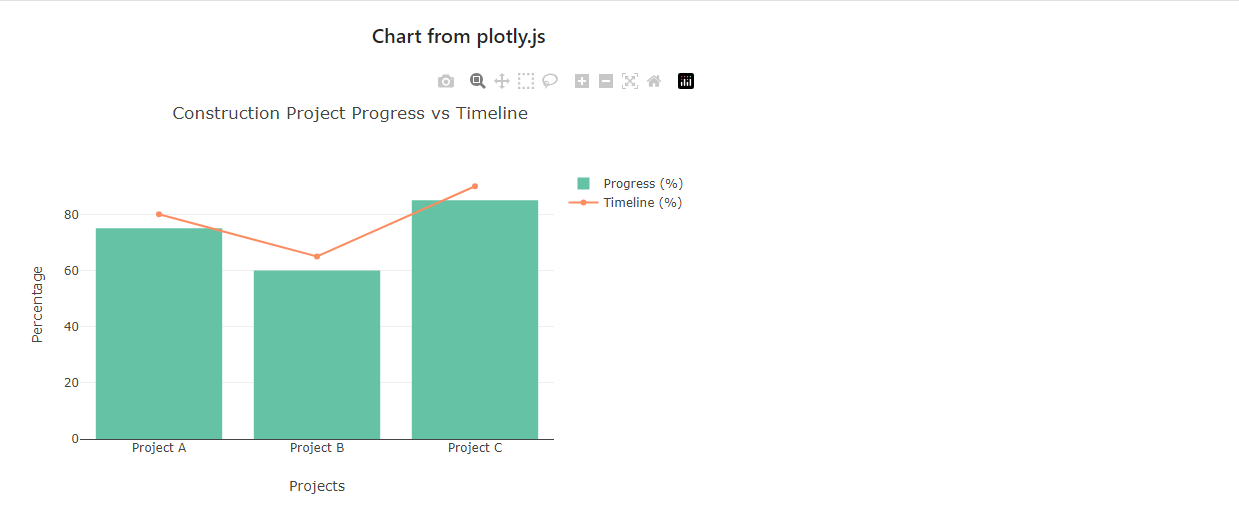 Chart from plotly.js
Construction Project Progress vs Timeline
Progress (%)
Timeline (%)
80
60
40
20
0
Percentage
Project A
Project B
Project C
Projects